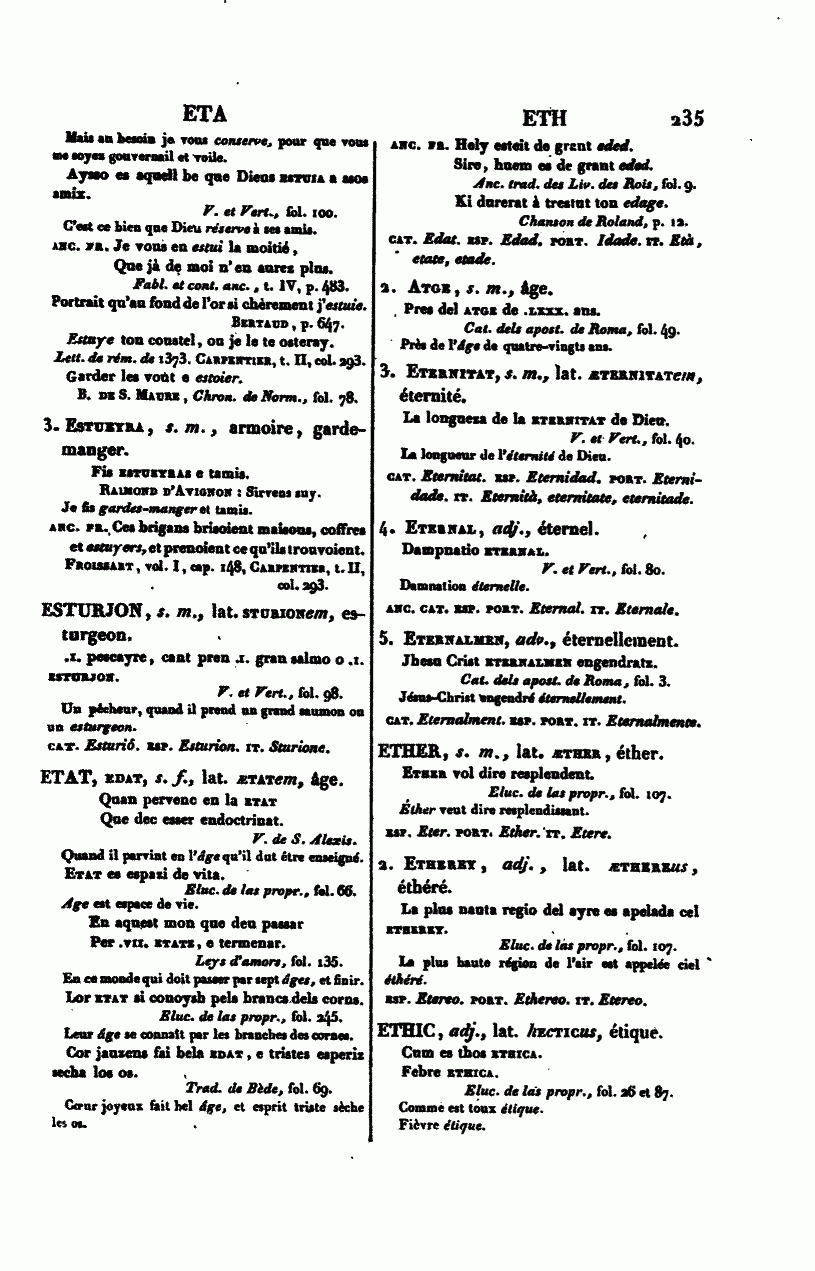 ETA
Mais au besoin je vous conserve, pour que vous
me soyez gouvernail et voile.
Aysso es aquell be que Dieus ESTUIA a asos
amix.
V. et Vert., fol. 100.
C'est ce bien que Dieu réserve à ses amis.
ANC. FR. Je vous en estui la moitié,
Que jà de moi n'en aurez plus.
Fabl. et cont. anc., t. IV, p. 483.
Portrait qu'au fond de l'or si chèrement j'estuie.
BERTAUD, p. 647.
Estuye ton coustel, ou je le te osteray.
Lett. de rém. de 1373. CARPENTIER, t. II, col. 293.
Garder les vout e estoier.
B. DE S. MAURE, Chron. de Norm., fol. 78.
3. ESTUEYRA, s. m., armoire, garde-
manger.
Fis ESTUEYRAS e tamis.
RAIMOND D'AVIGNON : Sirvens suy.
Je fis gardes-manger et tamis.
ANC. FR. Ces brigans brisoient maisons, coffres
et estuyers, et prenoient ce qu'ils trouvoient.
FROISSART, vol. I, cap. 148, CARPENTIER, t. II,
col. 293.
ESTURJON, s. m., lat. STURIONem, es-
turgeon.
.I. pescayre, cant pren .I. gran salmo o .I.
ESTURJON.
V. et Vert., fol. 98.
Un pêcheur, quand il prend un grand saumon ou
un esturgeon.
CAT. Esturió. ESP. Esturion. IT. Sturione.
ETAT, EDAT, s. f., lat. ÆTATem, âge.
Quan pervenc en la ETAT
Que dec esser endoctrinat.
V. de S. Alexis.
Quand il parvint en l'âge qu'il dut être enseigné.
ETAT es espazi de vita.
Eluc. de las propr., fol. 66.
Age est espace de vie.
En aquest mon que deu passar
Per .VII. ETATS, e termenar.
Leys d'amors, fol. 135.
En ce monde qui doit passer par sept âges, et finir.
Lor ETAT si conoysh pels brancs dels corns.
Eluc. de las propr., fol. 245.
Leur âge se connaît par les branches des cornes.
Cor jauzens fai bela EDAT, e tristes esperiz
secha los os.
Trad. de Bède, fol. 69.
Cœur joyeux fait bel âge, et esprit triste sèche
les os.
ETH 235
ANC. FR. Hely esteit de grant eded.
Sire, huem es de grant eded.
Anc. trad. des Liv. des Rois, fol. 9.
Ki durerat à trestut ton edage.
Chanson de Roland, p. 12.
CAT. Edat. ESP. Edad. PORT. Idade. IT. Età,
etate, etade.
2. ATGE, s. m., âge.
Pres del ATGE de .LXXX. ans.
Cat. dels apost. de Roma, fol. 49.
Près de l'âge de quatre-vingts ans.
3. ETERNITAT, s. m., lat. ÆTERNITATem,
éternité.
La longueza de la ETERNITAT de Dieu.
V. et Vert., fol. 40.
La longueur de l'éternité de Dieu.
CAT. Eternitat. ESP. Eternidad. PORT. Eterni-
dade. IT. Eternità, eternitate, eternitade.
4. ETERNAL, adj., éternel.
Dampnatio ETERNAL.
V. et Vert., fol. 80.
Damnation éternelle.
ANC. CAT. ESP. PORT. Eternal. IT. Eternale.
5. ETERNALMEN, adv., éternellement.
Jhesu Crist ETERNALMEN engendratz.
Cat. dels apost. de Roma, fol. 3.
Jésus-Christ engendré éternellement.
CAT. Eternalment. ESP. PORT. IT. Eternalmente.
ETHER, s. m., lat. ÆTHER, éther.
ETHER vol dire resplendent.
Eluc. de las propr., fol. 107.
Éther veut dire resplendissant.
ESP. Eter. PORT. Ether. IT. Etere.
2. ETHEREY, adj., lat. ÆTHEREus,
éthéré.
La plus nauta regio del ayre es apelada cel
ETHEREY.
Eluc. de las propr., fol. 107.
La plus haute région de l'air est appelée ciel
éthéré.
ESP. Etereo. PORT. Ethereo. IT. Etereo.
ETHIC, adj., lat. hECTICus, étique.
Cum es thos ETHICA.
Febre ETHICA.
Eluc. de las propr., fol. 26 et 87.
Comme est toux étique.
Fièvre étique.